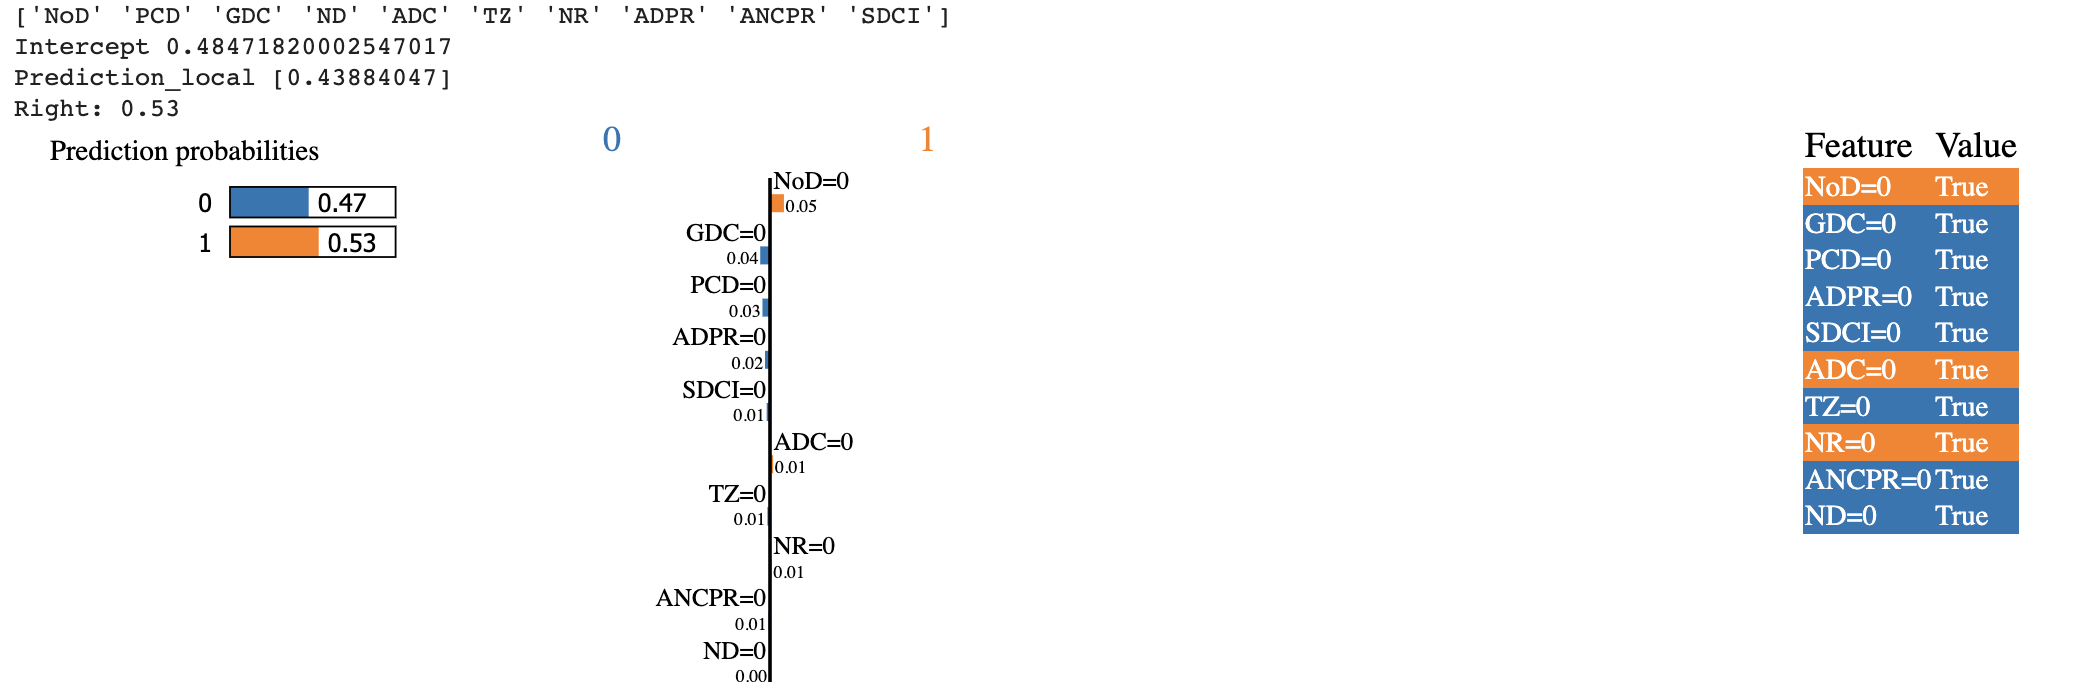 ['NoD' 'PCD' 'GDC' 'ND' 'ADC' 'TZ' 'NR' 'ADPR' 'ANCPR' 'SDCI']
Intercept 0.48471820002547017
Prediction_local [0.43884047]
Right: 0.53
Prediction probabilities
0 0.47
1 0.53
0 1
NoD=0
0.05
GDC=0
0.04
PCD=0
0.03
ADPR=0
0.02
SDCI=0
0.01
ADC=0
0.01
TZ=0
0.01
NR=0
0.01
ANCPR=0
0.01
ND=0
0.00
Feature Value
NoD=0 True
GDC=0 True
PCD=0 True
ADPR=0 True
SDCI=0 True
ADC=0 True
TZ=0 True
NR=0 True
ANCPR=0 True
ND=0 True